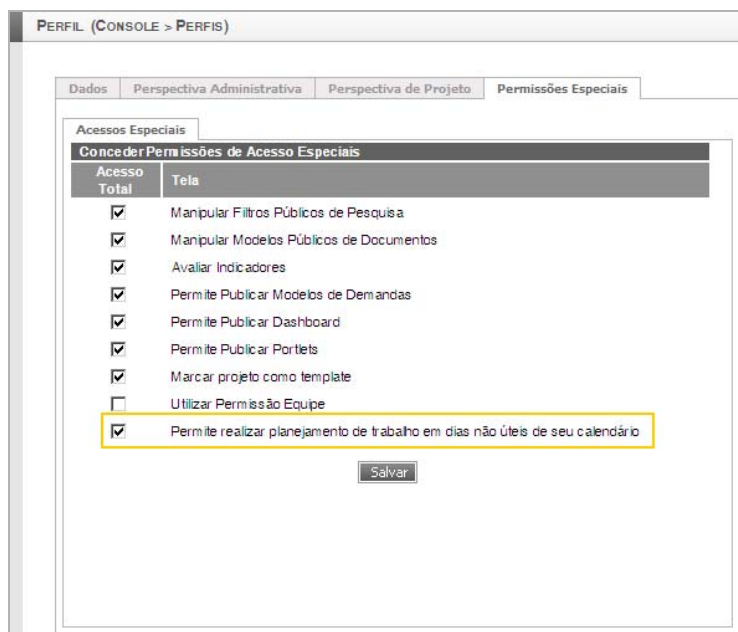 PERFIL (CONSOLE > PERFIS)
Dados Perspectiva Administrativa Perspectiva de Projeto Permissões Especiais
Acessos Especiais
Conceder Permissões de Acesso Especiais
Acesso Total Tela
Manipular Filtros Públicos de Pesquisa
Manipular Modelos Públicos de Documentos
Avaliar Indicadores
Permite Publicar Modelos de Demandas
Permite Publicar Dashboard
Permite Publicar Portlets
Marcar projeto como template
Utilizar Permissão Equipe
Permite realizar planejamento de trabalho em dias não úteis de seu calendário
Salvar